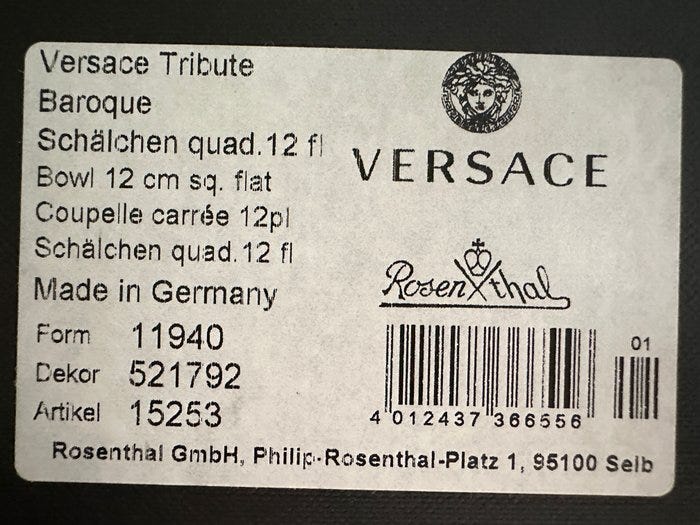 Versace Tribute
Baroque
Schälchen quad.12 fl
Bowl 12 cm sq. flat
Coupelle carrée 12pl
Schälchen quad.12 fl
Made in Germany
Form 11940
Dekor 521792
Artikel 15253
VERSACE
Rosenthal
01
4 012437 366556
Rosenthal GmbH, Philip-Rosenthal-Platz 1, 95100 Selb